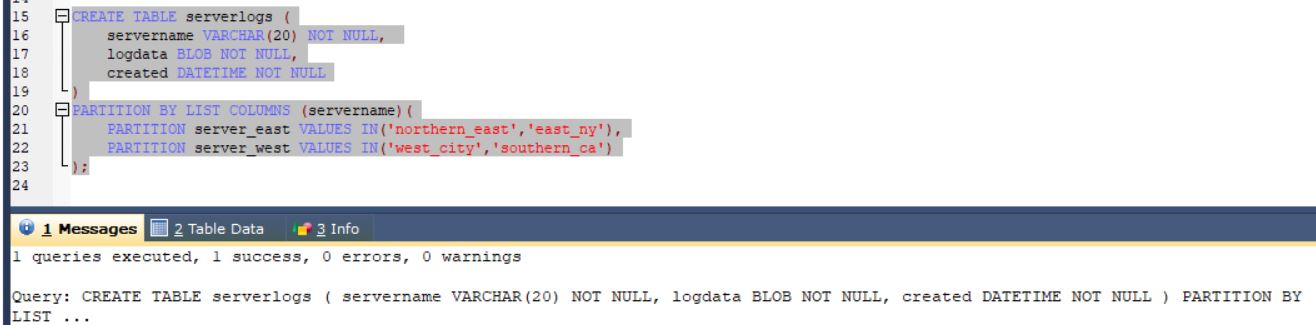 15 CREATE TABLE serverlogs (
16 servername VARCHAR(20) NOT NULL,
17 logdata BLOB NOT NULL,
18 created DATETIME NOT NULL
19 )
20 PARTITION BY LIST COLUMNS (servername)(
21 PARTITION server_east VALUES IN('northern_east','east_ny'),
22 PARTITION server_west VALUES IN('west_city','southern_ca')
23 );
24
1 Messages 2 Table Data 3 Info
1 queries executed, 1 success, 0 errors, 0 warnings
Query: CREATE TABLE serverlogs ( servername VARCHAR(20) NOT NULL, logdata BLOB NOT NULL, created DATETIME NOT NULL ) PARTITION BY
LIST ...